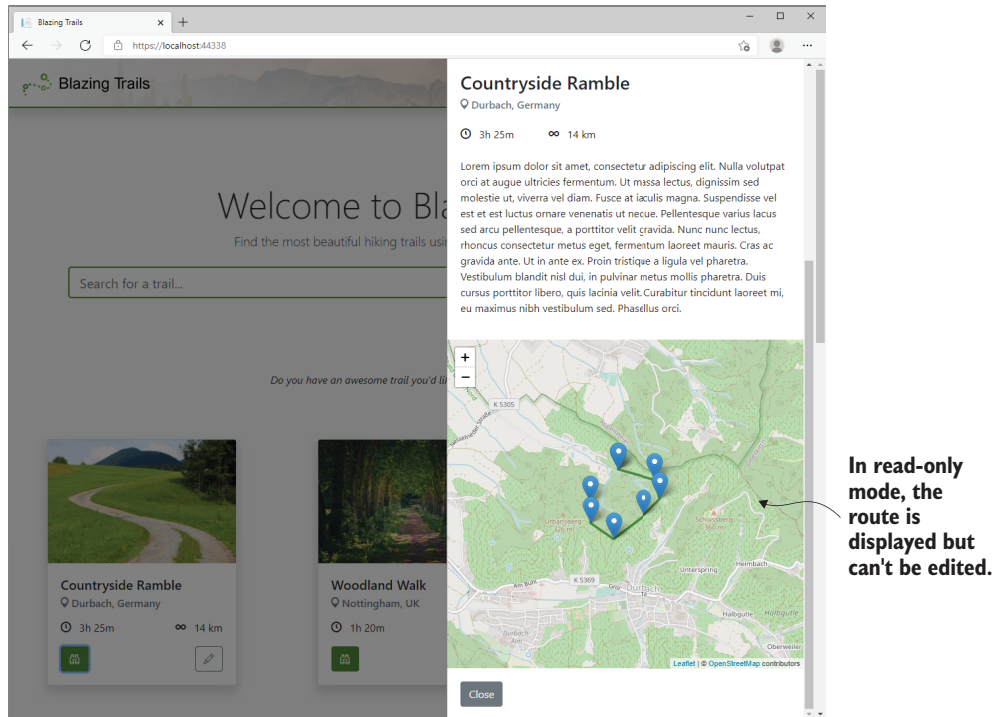 Blazing Trails
https://localhost:44338
Blazing Trails
Welcome to Bla
Find the most beautiful hiking trails usi
Search for a trail...
Do you have an awesome trail you'd li
Countryside Ramble
Durbach, Germany
3h 25m
14 km
Woodland Walk
Nottingham, UK
1h 20m
Countryside Ramble
Durbach, Germany
3h 25m 14 km
Lorem ipsum dolor sit amet, consectetur adipiscing elit. Nulla volutpat
orci at augue ultricies fermentum. Ut massa lectus, dignissim sed
molestie ut, viverra vel diam. Fusce at iaculis magna. Suspendisse vel
est et est luctus ornare venenatis ut neque. Pellentesque varius lacus
sed arcu pellentesque, a porttitor velit gravida. Nunc nunc lectus,
rhoncus consectetur metus eget, fermentum laoreet mauris. Cras ac
gravida ante. Ut in ante ex. Proin tristique a ligula vel pharetra.
Vestibulum blandit nisl dui, in pulvinar metus mollis pharetra. Duis
cursus porttitor libero, quis lacinia velit. Curabitur tincidunt laoreet mi,
eu maximus nibh vestibulum sed. Phasellus orci.
+
−
K 5305
Urbansberg
Schlossberg
Unterspring
Heimbach
Am Bühl
K 5369
Durbach
Halbgutle
Halbgutle
Oberweiler
Leaflet | © OpenStreetMap contributors
Close
In read-only
mode, the
route is
displayed but
can't be edited.